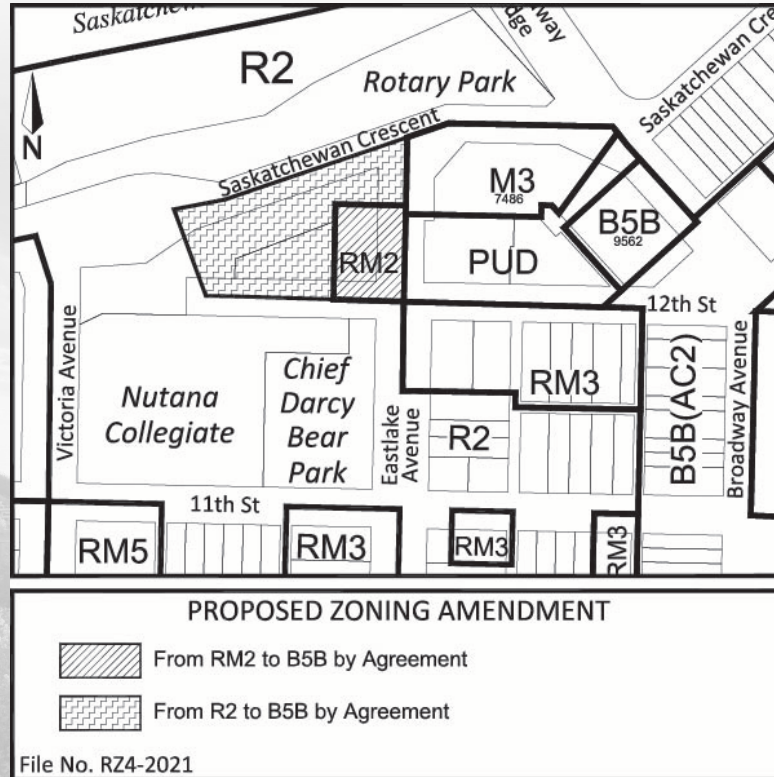 Saskatchewan
R2
Rotary Park
Saskatchewan Crescent
N
Saskatchewan Cre
M3
7486
B5B
9562
RM2
PUD
12th St
Victoria Avenue
Nutana
Collegiate
Chief
Darcy
Bear
Park
Eastlake
Avenue
RM3
R2
B5B(AC2)
Broadway Avenue
11th St
RM5
RM3
RM3
RM3
PROPOSED ZONING AMENDMENT
From RM2 to B5B by Agreement
From R2 to B5B by Agreement
File No. RZ4-2021